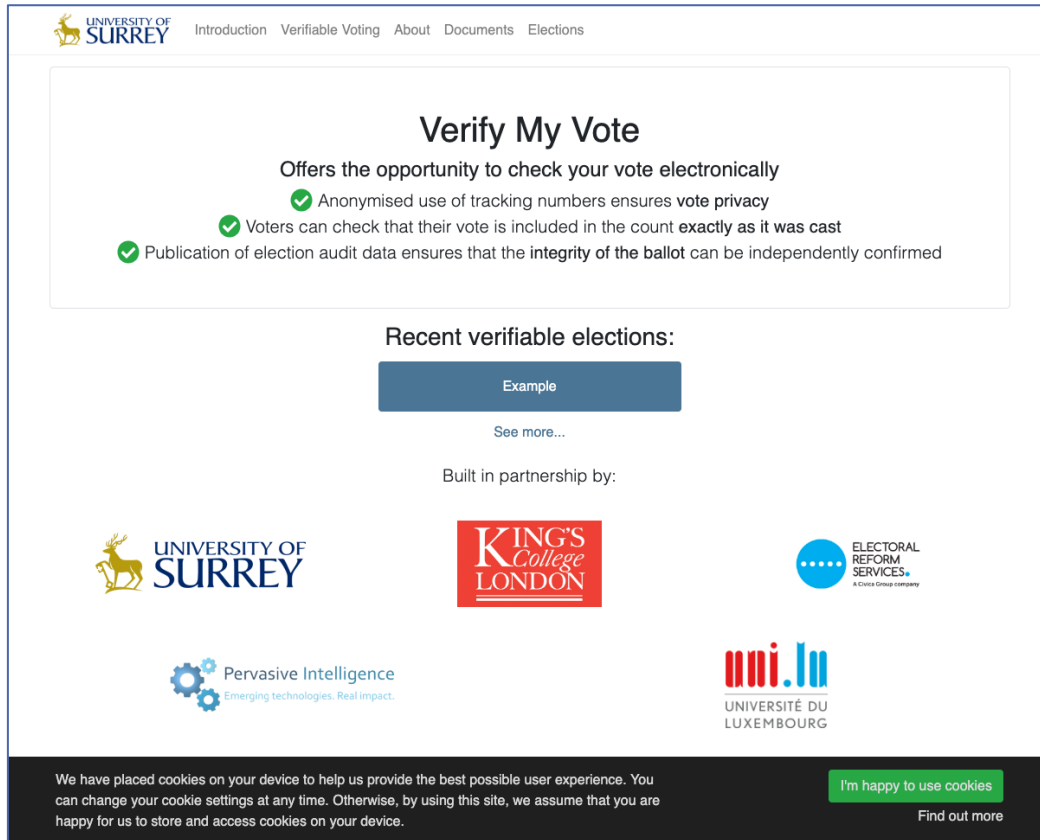 UNIVERSITY OF
SURREY
Introduction Verifiable Voting About Documents Elections
Verify My Vote
Offers the opportunity to check your vote electronically
Anonymised use of tracking numbers ensures vote privacy
Voters can check that their vote is included in the count exactly as it was cast
Publication of election audit data ensures that the integrity of the ballot can be independently confirmed
Recent verifiable elections:
Example
See more...
Built in partnership by:
UNIVERSITY OF
SURREY
KING'S
College
LONDON
ELECTORAL
REFORM
SERVICES.
A Civica Group company
Pervasive Intelligence
Emerging technologies. Real impact.
uni.lu
UNIVERSITÉ DU
LUXEMBOURG
We have placed cookies on your device to help us provide the best possible user experience. You
can change your cookie settings at any time. Otherwise, by using this site, we assume that you are
happy for us to store and access cookies on your device.
I'm happy to use cookies
Find out more